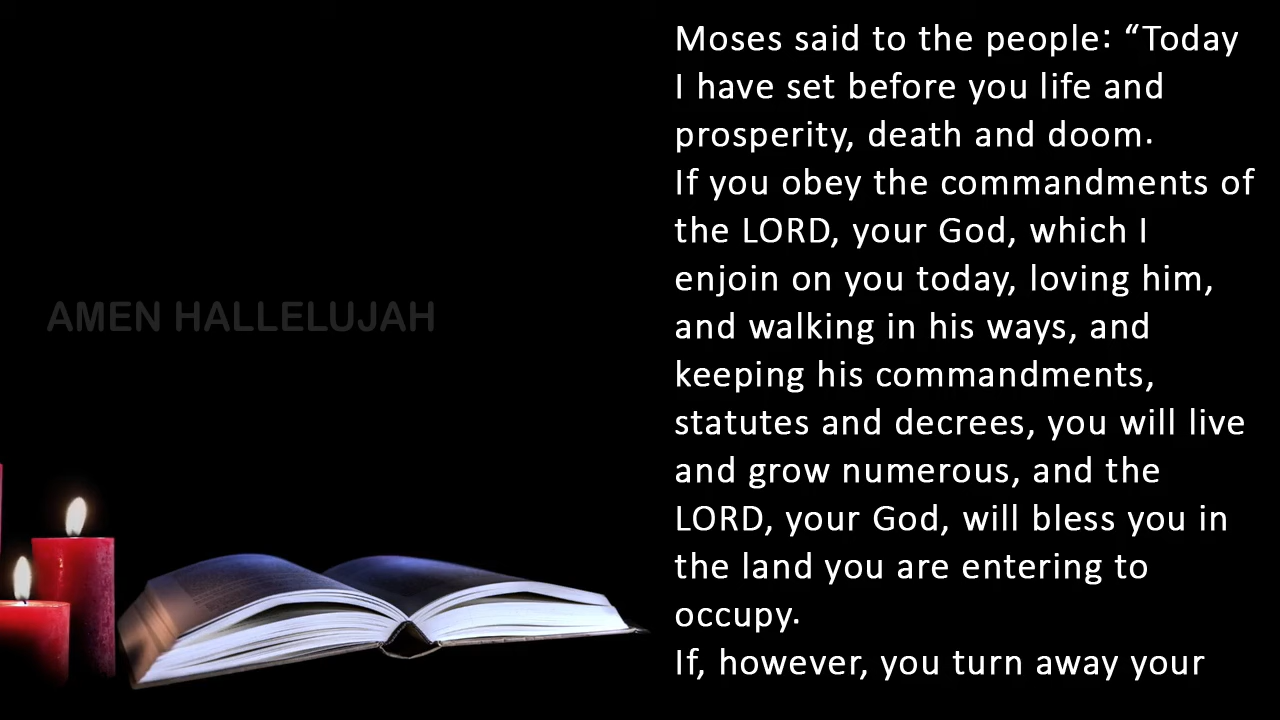 Moses said to the people: “Today
I have set before you life and
prosperity, death and doom.
If you obey the commandments of
the LORD, your God, which I
enjoin on you today, loving him,
and walking in his ways, and
keeping his commandments,
statutes and decrees, you will live
and grow numerous, and the
LORD, your God, will bless you in
the land you are entering to
occupy.
If, however, you turn away your
AMEN HALLELUJAH